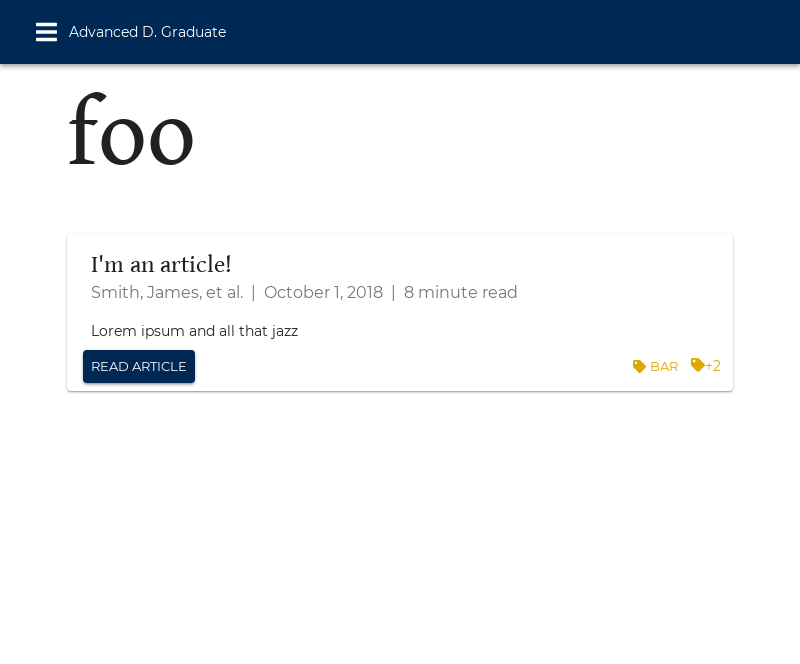 Advanced D. Graduate
foo
I'm an article!
Smith, James, et al. | October 1, 2018 | 8 minute read
Lorem ipsum and all that jazz
READ ARTICLE BAR +2